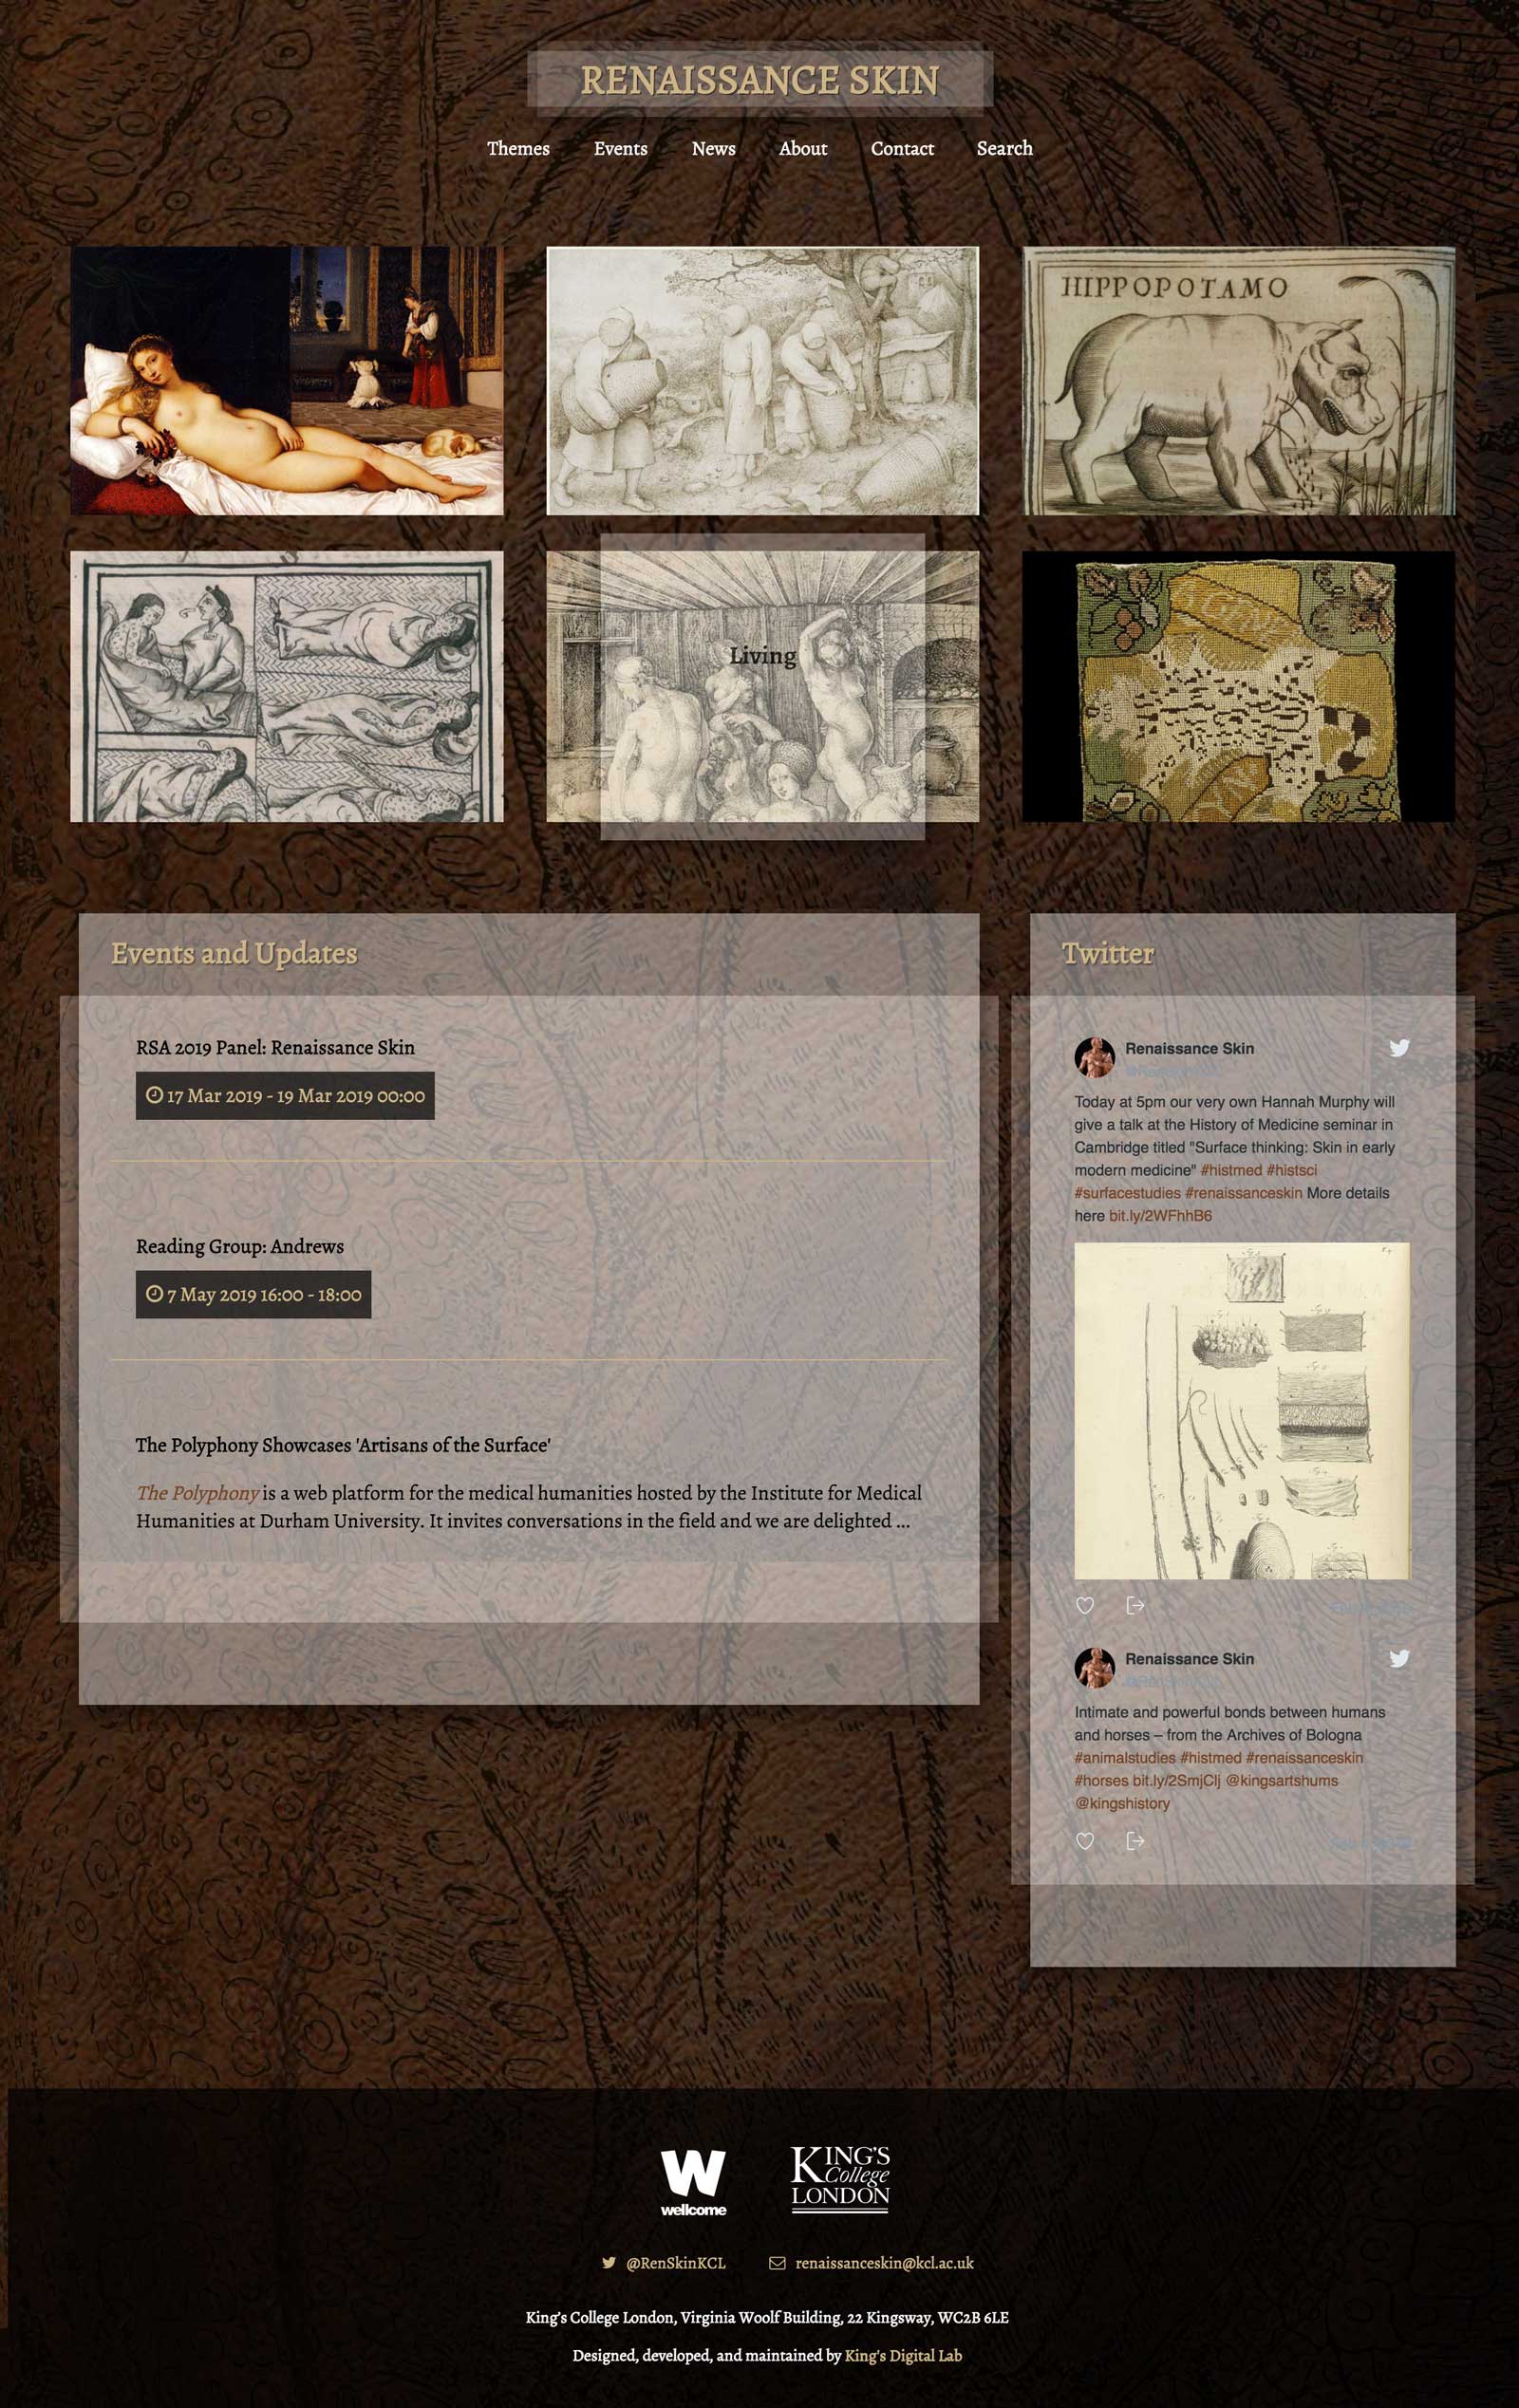 RENAISSANCE SKIN
Themes Events News About Contact Search
HIPPOPOTAMO
Living
Events and Updates
RSA 2019 Panel: Renaissance Skin
17 Mar 2019 - 19 Mar 2019 00:00
Reading Group: Andrews
7 May 2019 16:00 - 18:00
The Polyphony Showcases 'Artisans of the Surface'
The Polyphony is a web platform for the medical humanities hosted by the Institute for Medical
Humanities at Durham University. It invites conversations in the field and we are delighted ...
Twitter
Renaissance Skin
Today at 5pm our very own Hannah Murphy will
give a talk at the History of Medicine seminar in
Cambridge titled "Surface thinking: Skin in early
modern medicine" #histmed #histsci
#surfacestudies #renaissanceskin More details
here bit.ly/2WFhhB6
Renaissance Skin
Intimate and powerful bonds between humans
and horses – from the Archives of Bologna
#animalstudies #histmed #renaissanceskin
#horses bit.ly/2SmjClj @kingsartshums
@kingshistory
W
wellcome
KING'S
College
LONDON
@RenSkinKCL renaissanceskin@kcl.ac.uk
King's College London, Virginia Woolf Building, 22 Kingsway, WC2B 6LE
Designed, developed, and maintained by King's Digital Lab